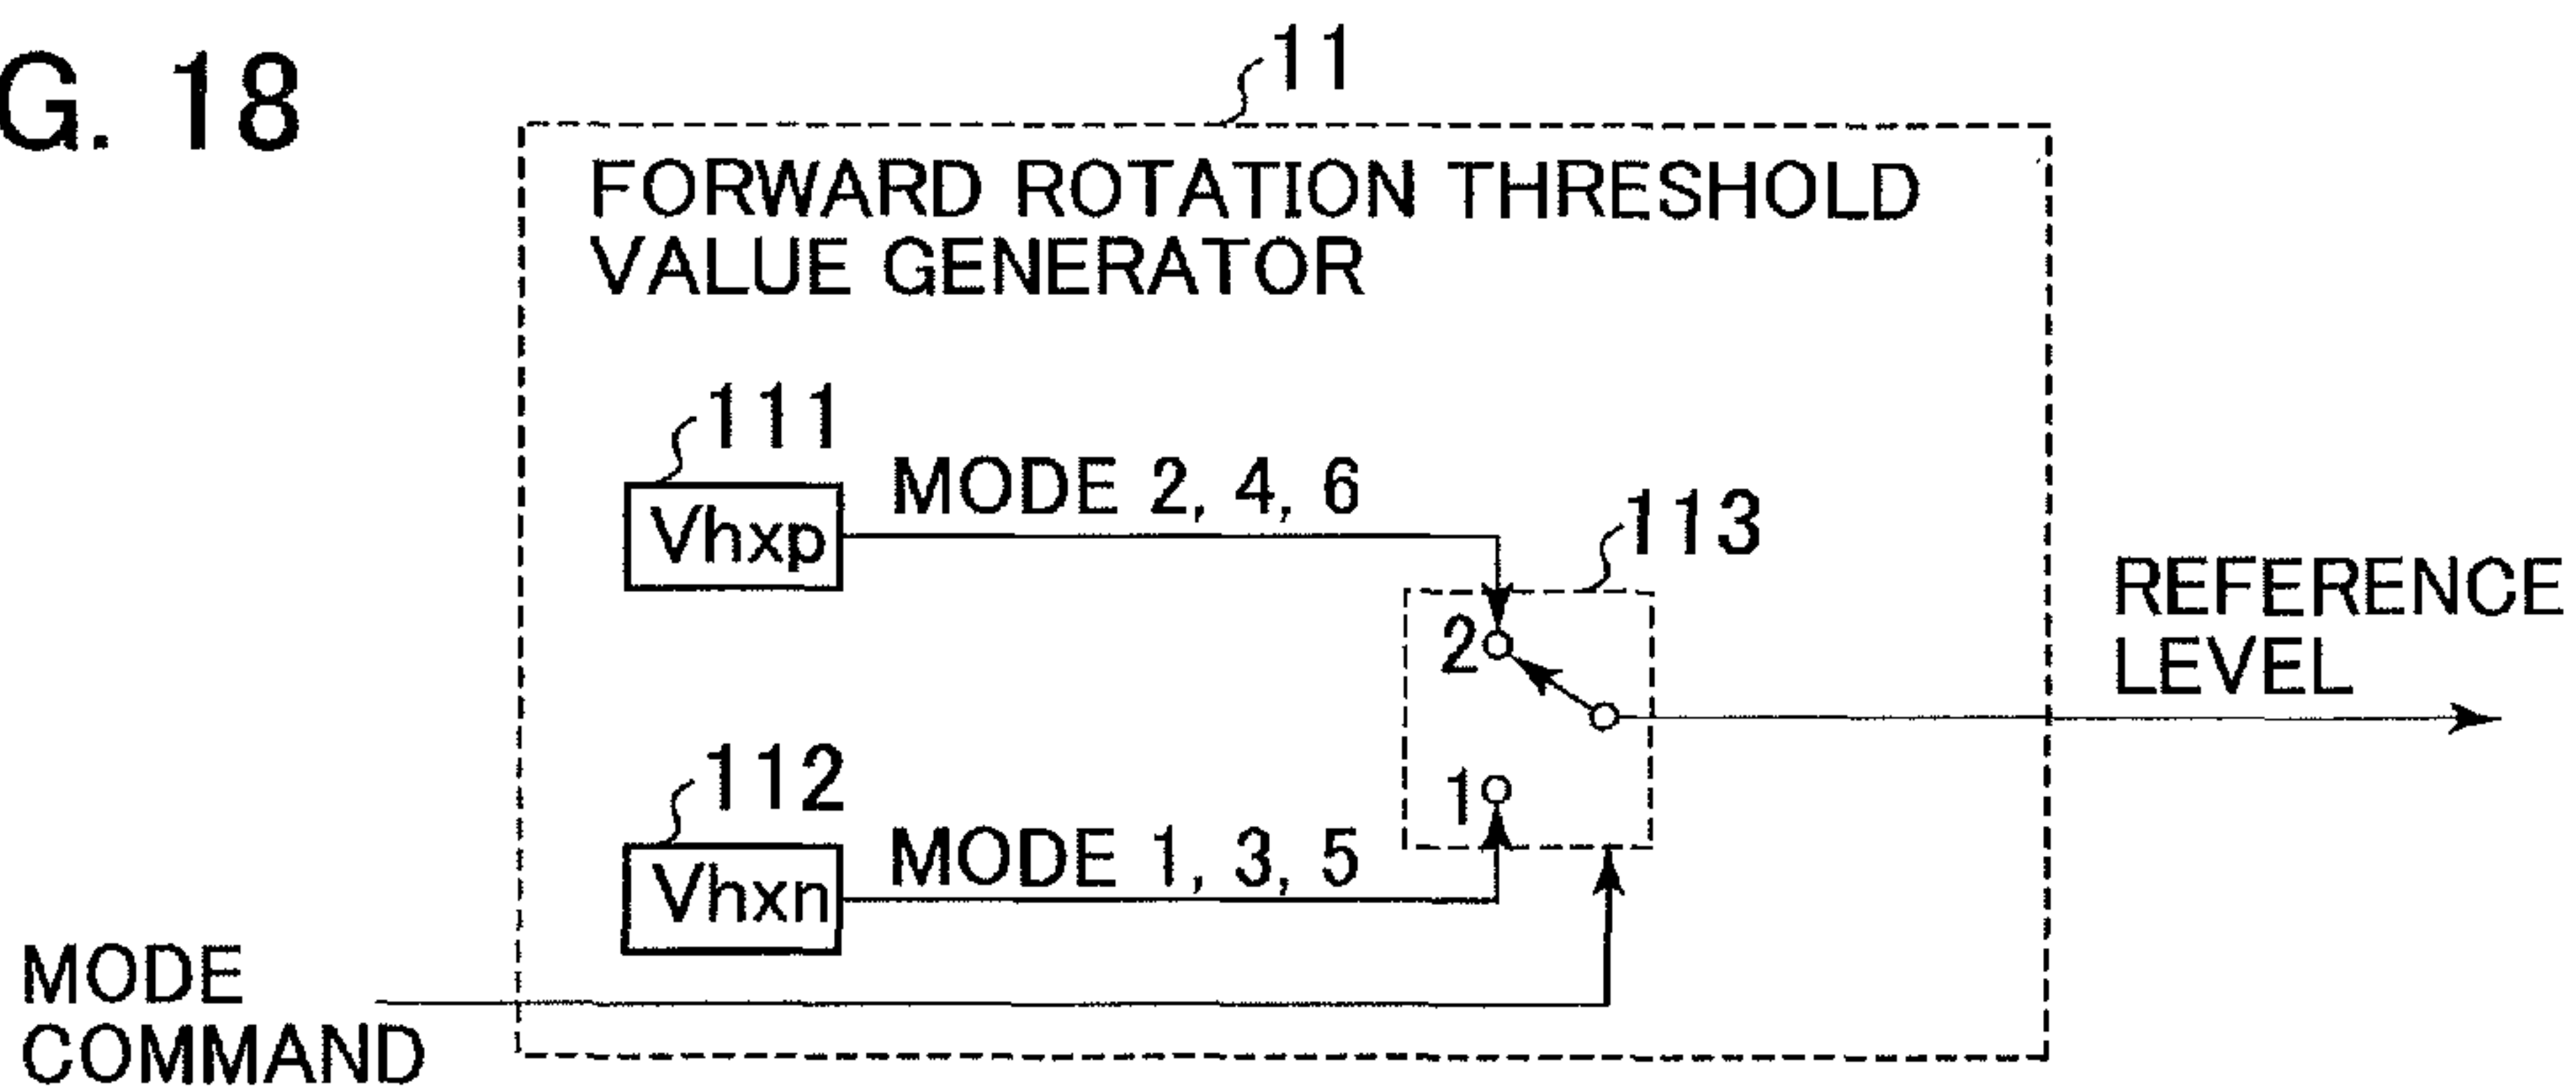 G. 18
11
FORWARD ROTATION THRESHOLD
VALUE GENERATOR
111
Vhxp
MODE 2, 4, 6
113
2
REFERENCE
LEVEL
1
112
Vhxn
MODE 1, 3, 5
MODE
COMMAND